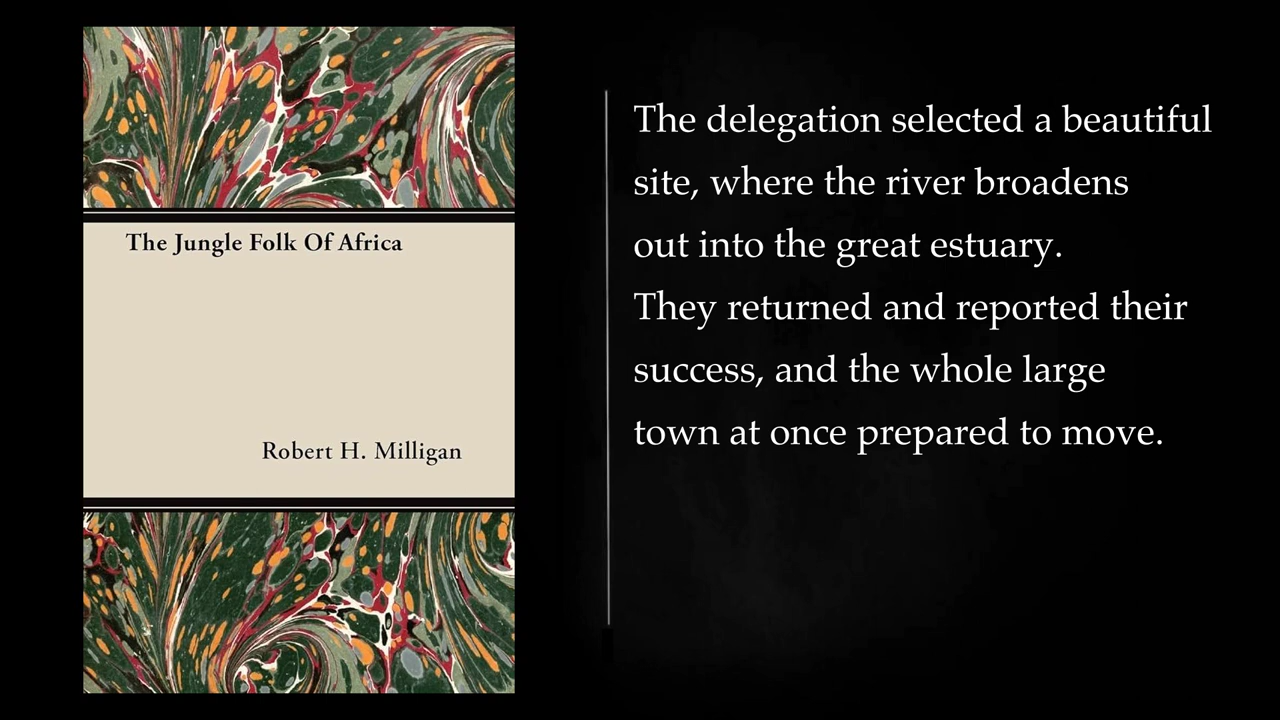 The Jungle Folk Of Africa
Robert H. Milligan
The delegation selected a beautiful
site, where the river broadens
out into the great estuary.
They returned and reported their
success, and the whole large
town at once prepared to move.